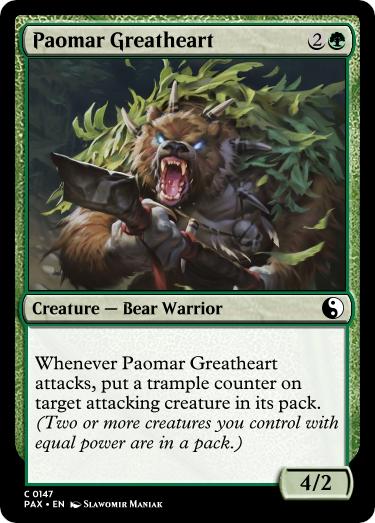 Paomar Greatheart 2
Creature — Bear Warrior
Whenever Paomar Greatheart
attacks, put a trample counter on
target attacking creature in its pack.
(Two or more creatures you control with
equal power are in a pack.)
4/2
C 0147
PAX • EN Slawomir Maniak